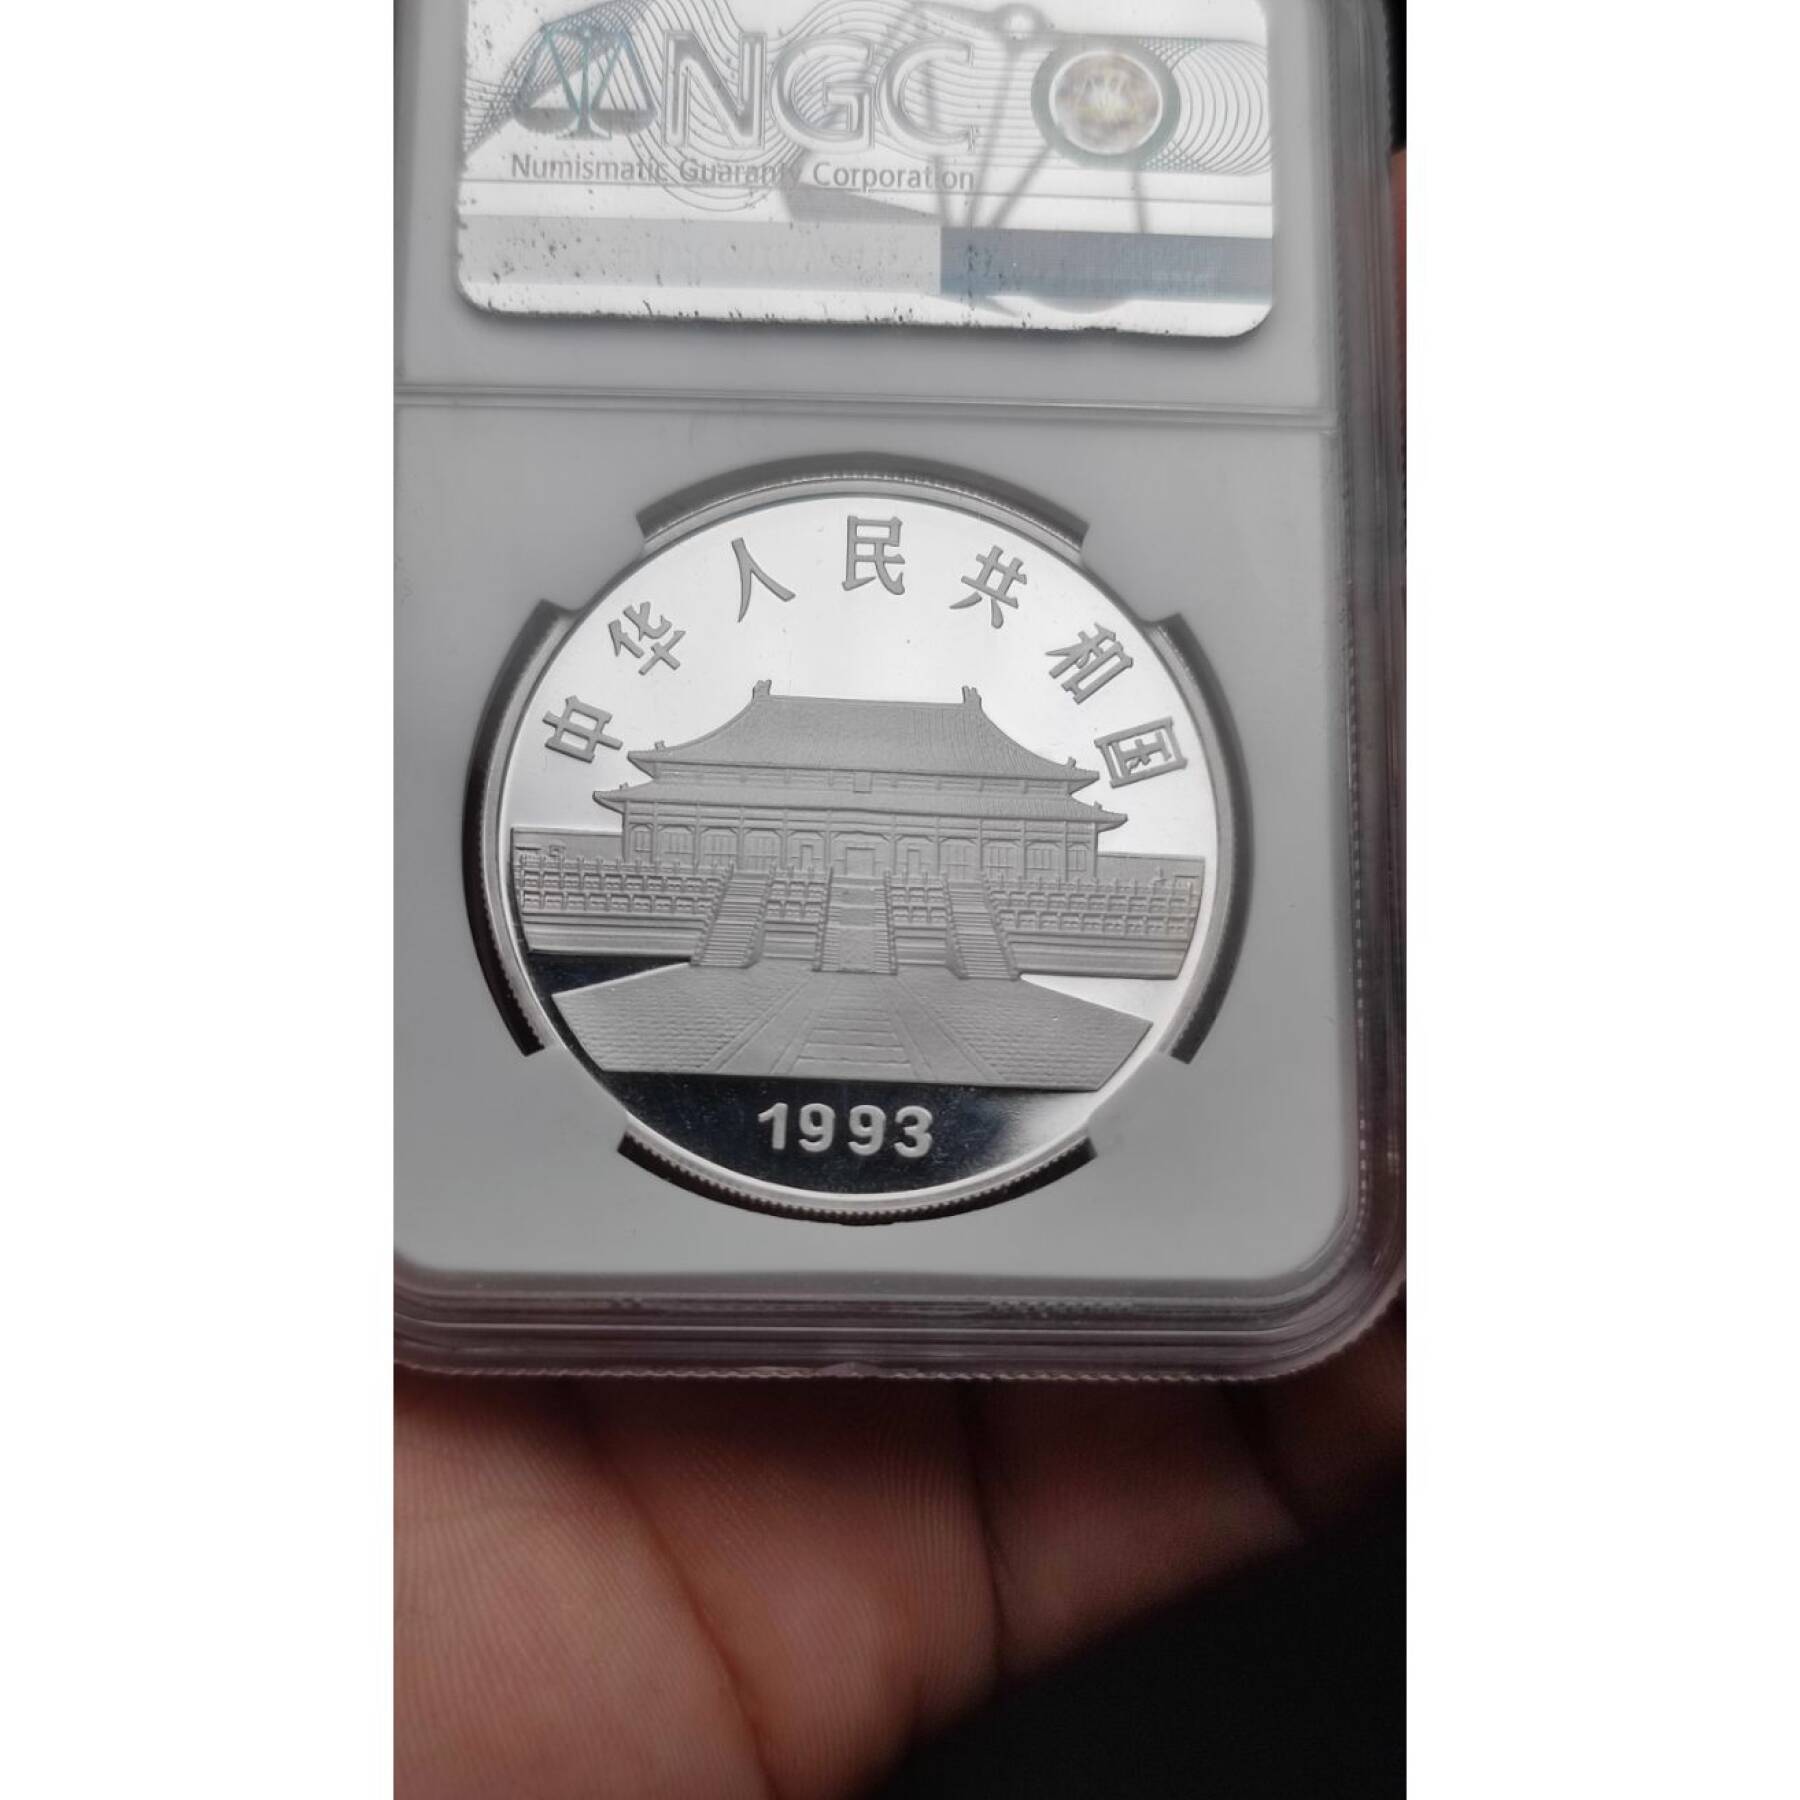 NGC
Numismatic Guaranty Corporation
中华人民共和国
1993